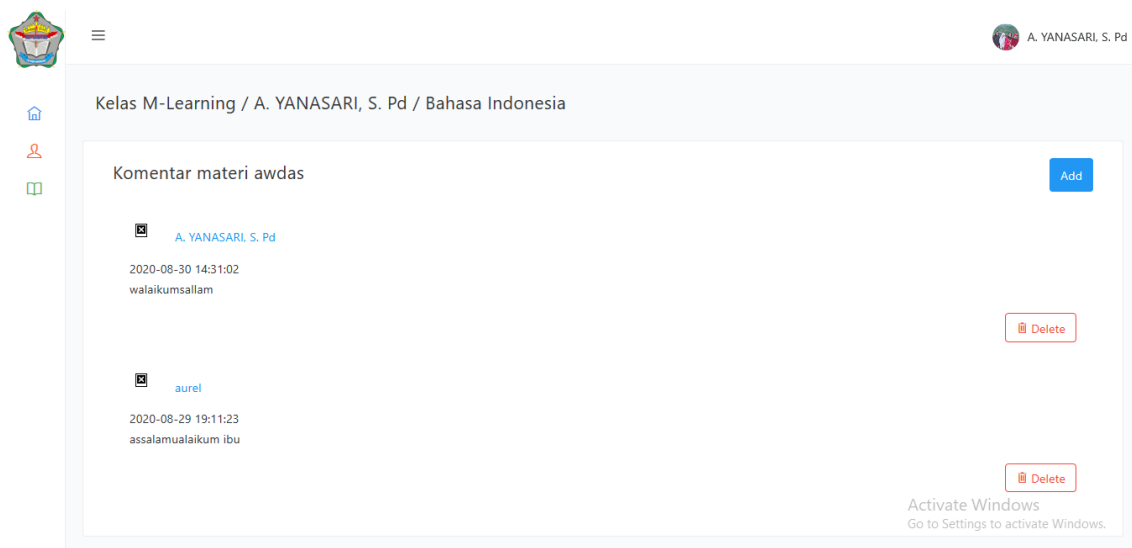 A. YANASARI, S. Pd
Kelas M-Learning / A. YANASARI, S. Pd / Bahasa Indonesia
Komentar materi awdas
Add
A. YANASARI, S. Pd
2020-08-30 14:31:02
walaikumsallam
Delete
aurel
2020-08-29 19:11:23
assalamualaikum ibu
Delete
Activate Windows
Go to Settings to activate Windows.